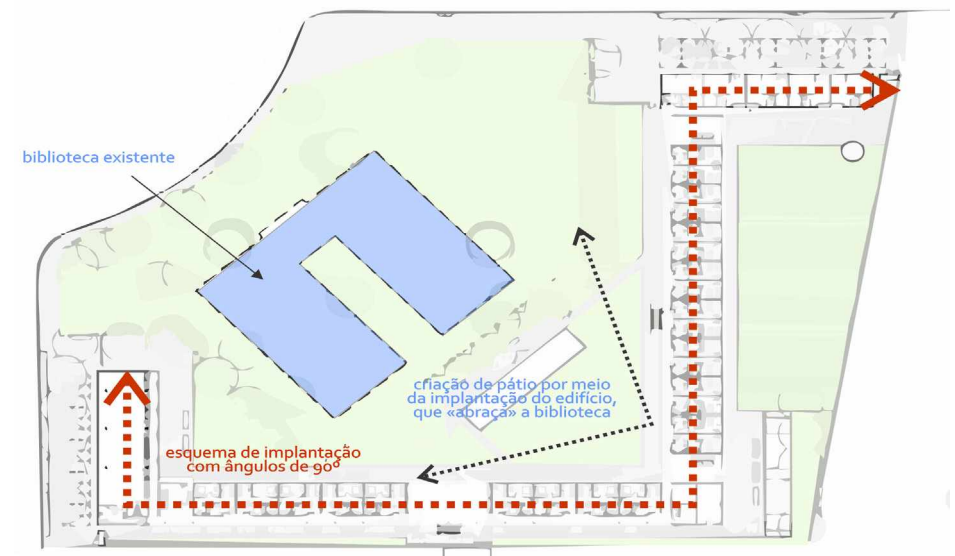 biblioteca existente
criação de pátio por meio
da implantação do edifício,
que «abraça» a biblioteca
esquema de implantação
com ângulos de 90º